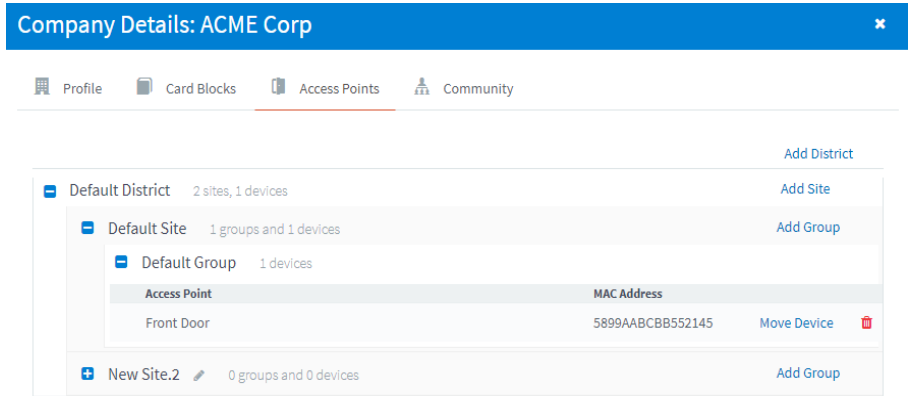 Company Details: ACME Corp
Profile Card Blocks Access Points Community
Add District
Default District 2 sites, 1 devices Add Site
Default Site 1 groups and 1 devices Add Group
Default Group 1 devices
Access Point MAC Address
Front Door 5899AABCBB552145 Move Device
New Site.2 0 groups and 0 devices Add Group